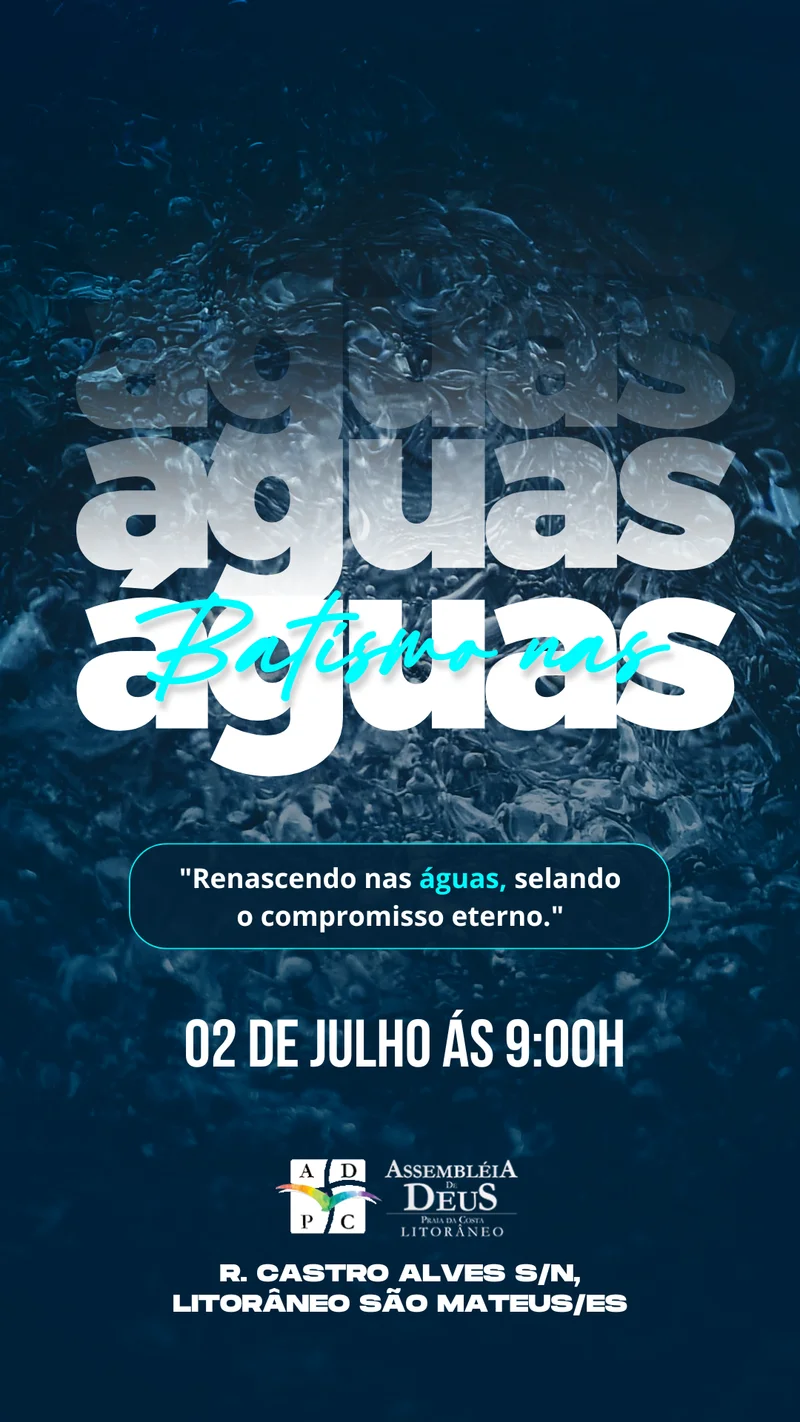 águas
águas
águas
Batismo nas
"Renascendo nas águas, selando
o compromisso eterno."
02 DE JULHO ÁS 9:00H
A D
P C
ASSEMBLÉIA
DE
DEUS
PRAIA DA COSTA
LITORÂNEO
R. CASTRO ALVES S/N,
LITORÂNEO SÃO MATEUS/ES